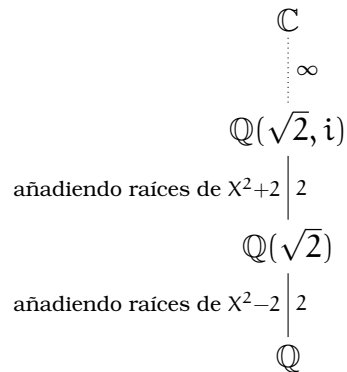 ℂ
∞
ℚ(√2, i)
añadiendo raíces de X²+2 2
ℚ(√2)
añadiendo raíces de X²−2 2
ℚ